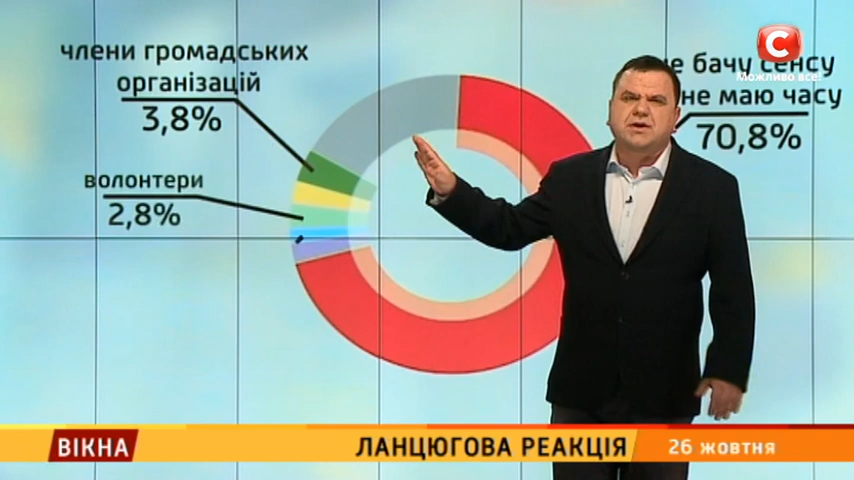 члени громадських
організацій
3,8%
волонтери
2,8%
не бачу сенсу
не маю часу
70,8%
С
Можливо все!
ВІКНА
ЛАНЦЮГОВА РЕАКЦІЯ
26 жовтня